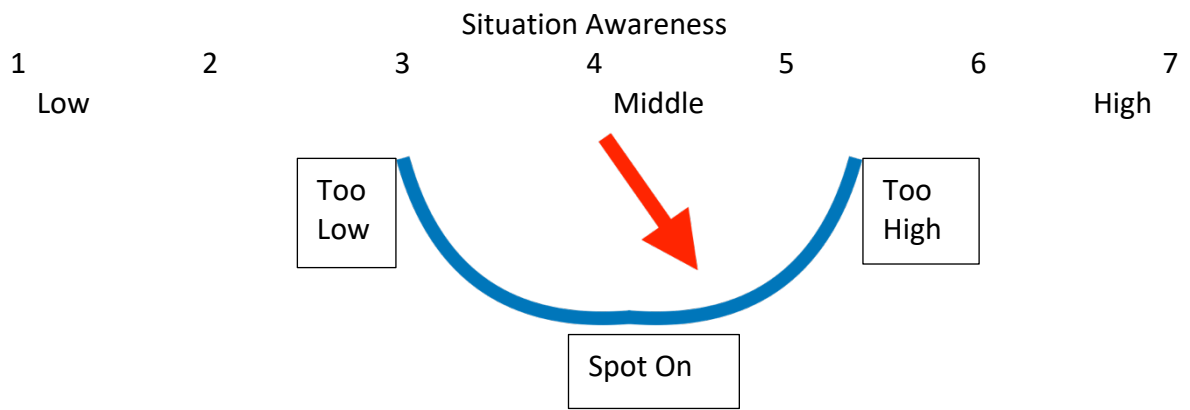 Situation Awareness
1 2 3 4 5 6 7
Low Middle High
Too
Low
Too
High
Spot On